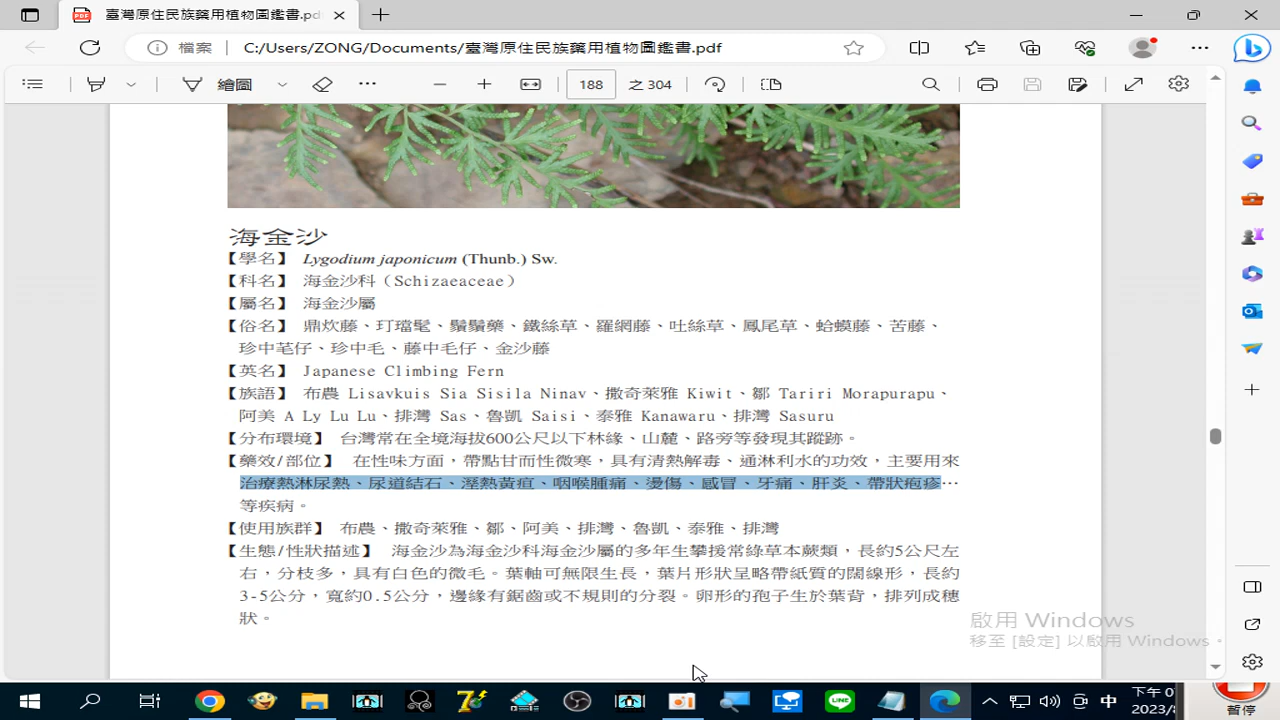 臺灣原住民族藥用植物圖鑑書.pdf
檔案 C:/Users/ZONG/Documents/臺灣原住民族藥用植物圖鑑書.pdf
繪圖 188 之 304
海金沙
【學名】 Lygodium japonicum (Thunb.) Sw.
【科名】 海金沙科（Schizaeaceae）
【屬名】 海金沙屬
【俗名】 鼎炊藤、玎璫髦、鬚鬚藥、鐵絲草、羅網藤、吐絲草、鳳尾草、蛤蟆藤、苦藤、
珍中芼仔、珍中毛、藤中毛仔、金沙藤
【英名】 Japanese Climbing Fern
【族語】 布農 Lisavkuis Sia Sisila Ninav、撒奇萊雅 Kiwit、鄒 Tariri Morapurapu、
阿美 A Ly Lu Lu、排灣 Sas、魯凱 Saisi、泰雅 Kanawaru、排灣 Sasuru
【分布環境】 台灣常在全境海拔600公尺以下林緣、山麓、路旁等發現其蹤跡。
【藥效/部位】 在性味方面，帶點甘而性微寒，具有清熱解毒、通淋利水的功效，主要用來
治療熱淋尿熱、尿道結石、溼熱黃疸、咽喉腫痛、燙傷、感冒、牙痛、肝炎、帶狀疱疹…
等疾病。
【使用族群】 布農、撒奇萊雅、鄒、阿美、排灣、魯凱、泰雅、排灣
【生態/性狀描述】 海金沙為海金沙科海金沙屬的多年生攀接常綠草本蕨類，長約5公尺左
右，分枝多，具有白色的微毛。葉軸可無限生長，葉片形狀呈略帶紙質的闊線形，長約
3-5公分，寬約0.5公分，邊緣有鋸齒或不規則的分裂。卵形的孢子生於葉背，排列成穗
狀。
啟用 Windows
移至 [設定] 以啟用 Windows。
LINE
中
下午 0
2023/8
暫停